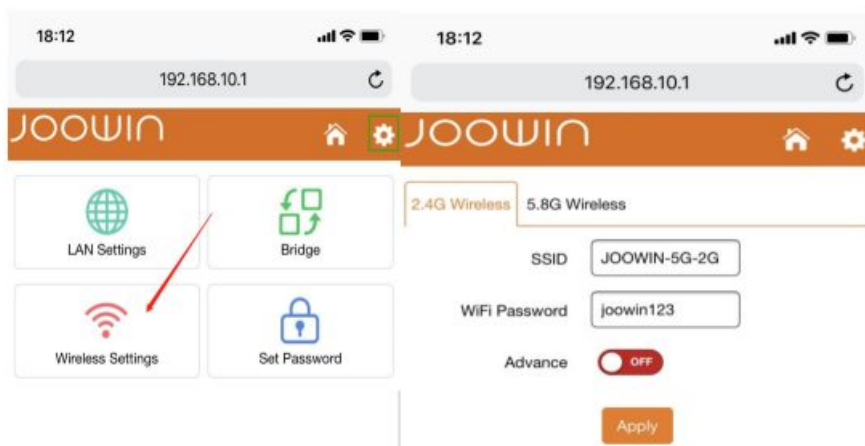 18:12
192.168.10.1
JOOWIN
LAN Settings
Bridge
Wireless Settings
Set Password
18:12
192.168.10.1
JOOWIN
2.4G Wireless 5.8G Wireless
SSID JOOWIN-5G-2G
WiFi Password joowin123
Advance OFF
Apply